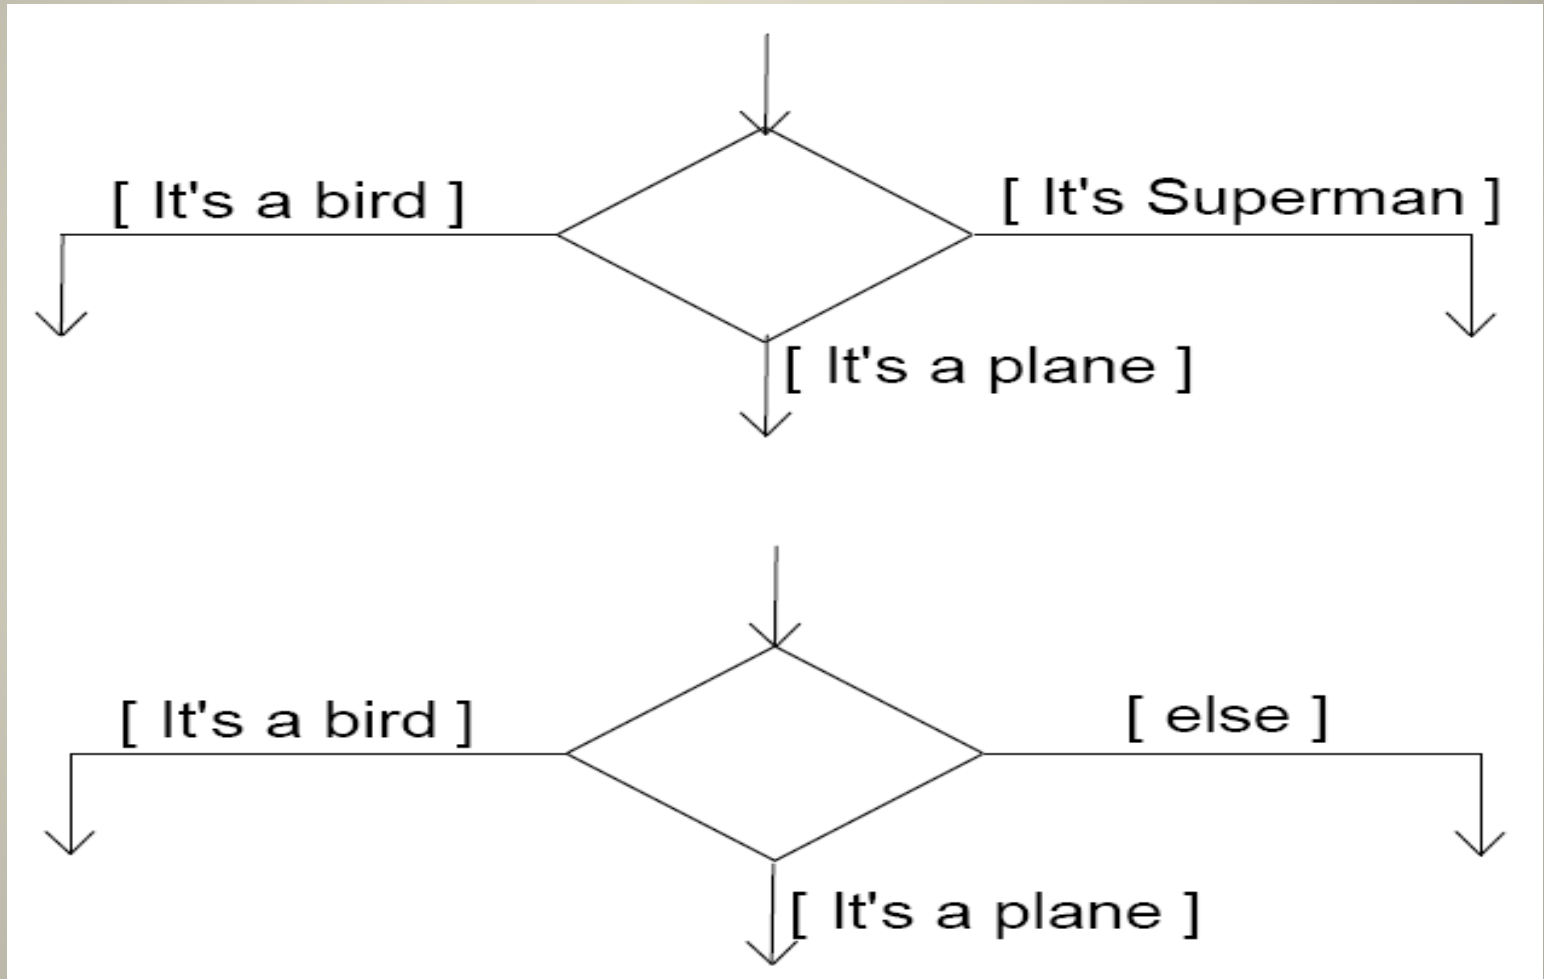 [ It's a bird ]
[ It's Superman ]
[ It's a plane ]
[ It's a bird ]
[ else ]
[ It's a plane ]